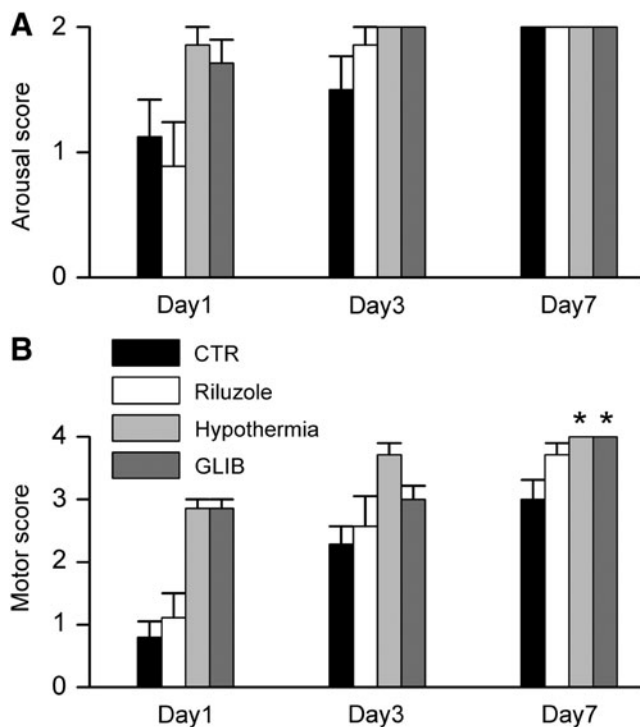 A
2
Arousal score
1
0
Day1 Day3 Day7
B
CTR
Riluzole
Hypothermia
GLIB
* *
4
3
Motor score
2
1
0
Day1 Day3 Day7